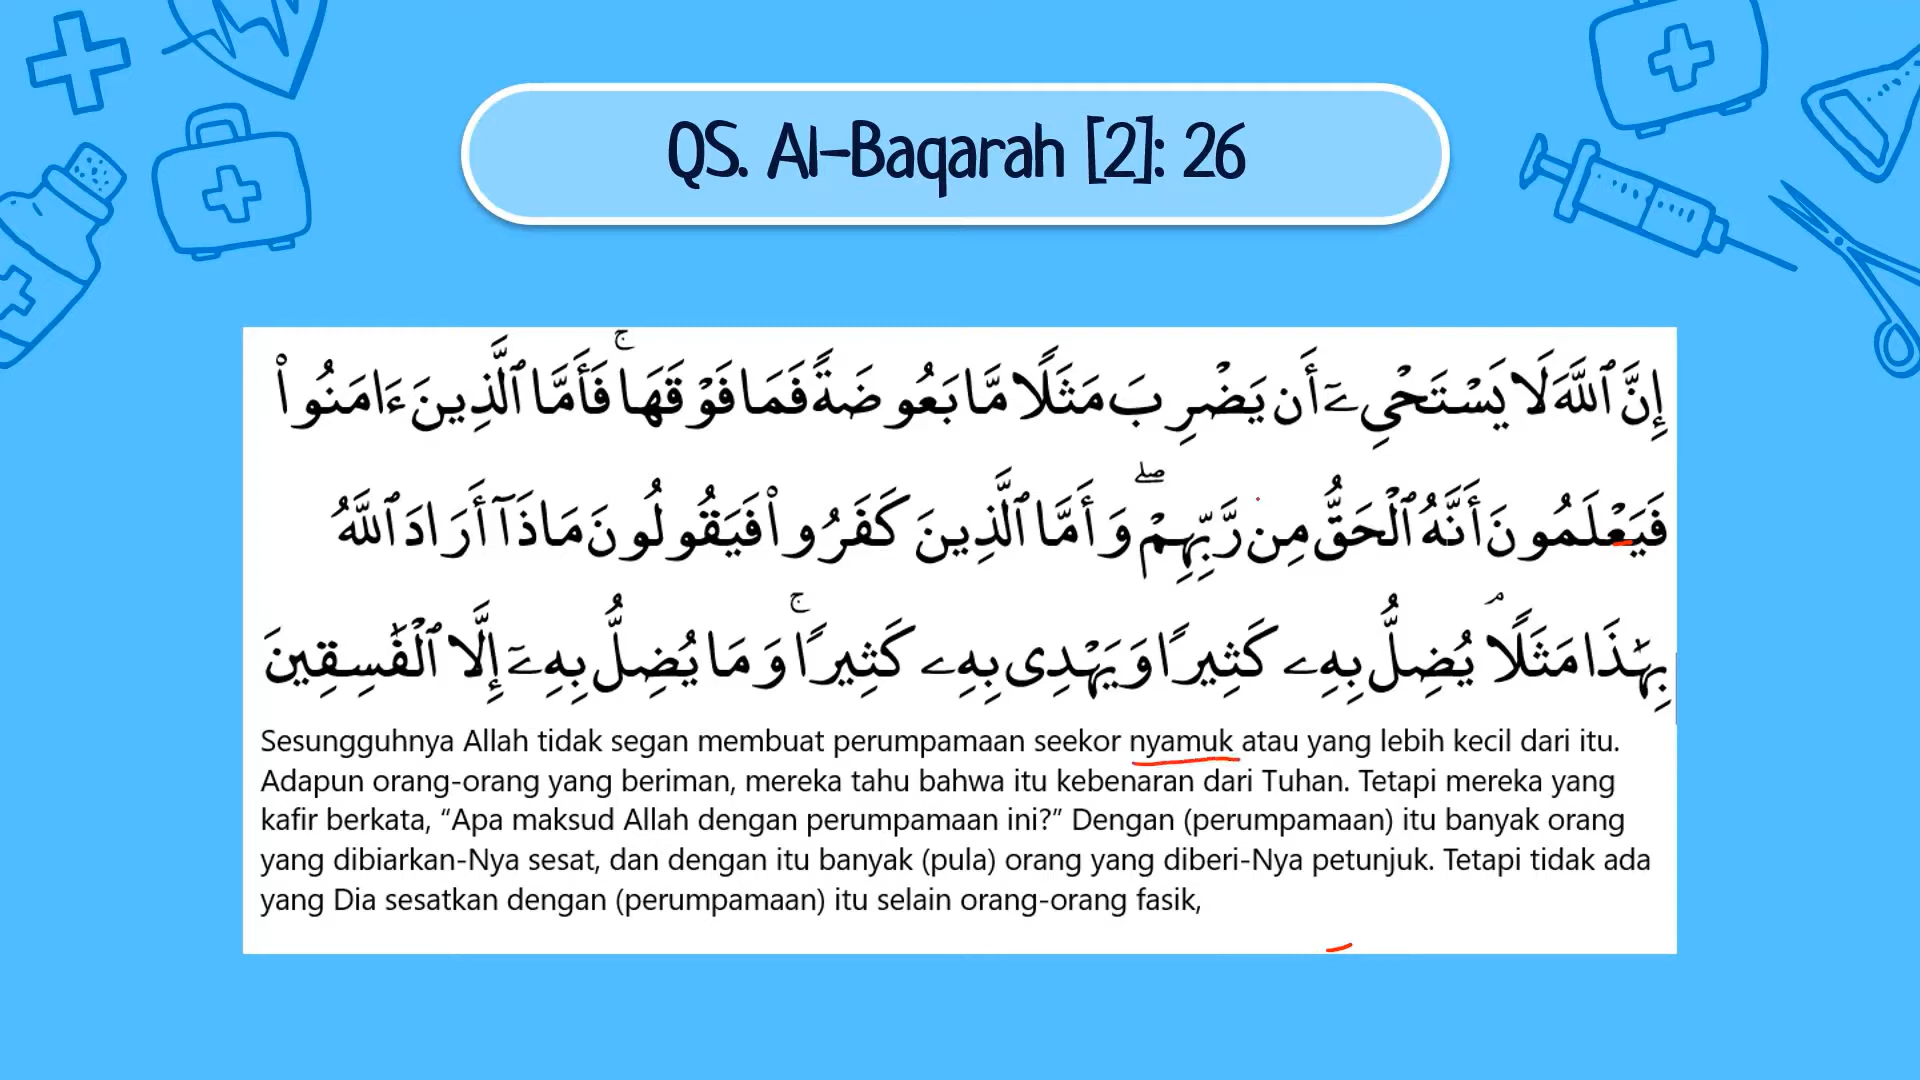 QS. Al-Baqarah [2]: 26
إِنَّ ٱللَّهَ لَا يَسْتَحْىِۦٓ أَن يَضْرِبَ مَثَلًا مَّا بَعُوضَةً فَمَا فَوْقَهَا ۚ فَأَمَّا ٱلَّذِينَ ءَامَنُوا۟
فَيَعْلَمُونَ أَنَّهُ ٱلْحَقُّ مِن رَّبِّهِمْ ۖ وَأَمَّا ٱلَّذِينَ كَفَرُوا۟ فَيَقُولُونَ مَاذَآ أَرَادَ ٱللَّهُ
بِهَٰذَا مَثَلًا ۘ يُضِلُّ بِهِۦ كَثِيرًا وَيَهْدِى بِهِۦ كَثِيرًا ۚ وَمَا يُضِلُّ بِهِۦٓ إِلَّا ٱلْفَٰسِقِينَ
Sesungguhnya Allah tidak segan membuat perumpamaan seekor nyamuk atau yang lebih kecil dari itu.
Adapun orang-orang yang beriman, mereka tahu bahwa itu kebenaran dari Tuhan. Tetapi mereka yang
kafir berkata, “Apa maksud Allah dengan perumpamaan ini?” Dengan (perumpamaan) itu banyak orang
yang dibiarkan-Nya sesat, dan dengan itu banyak (pula) orang yang diberi-Nya petunjuk. Tetapi tidak ada
yang Dia sesatkan dengan (perumpamaan) itu selain orang-orang fasik,